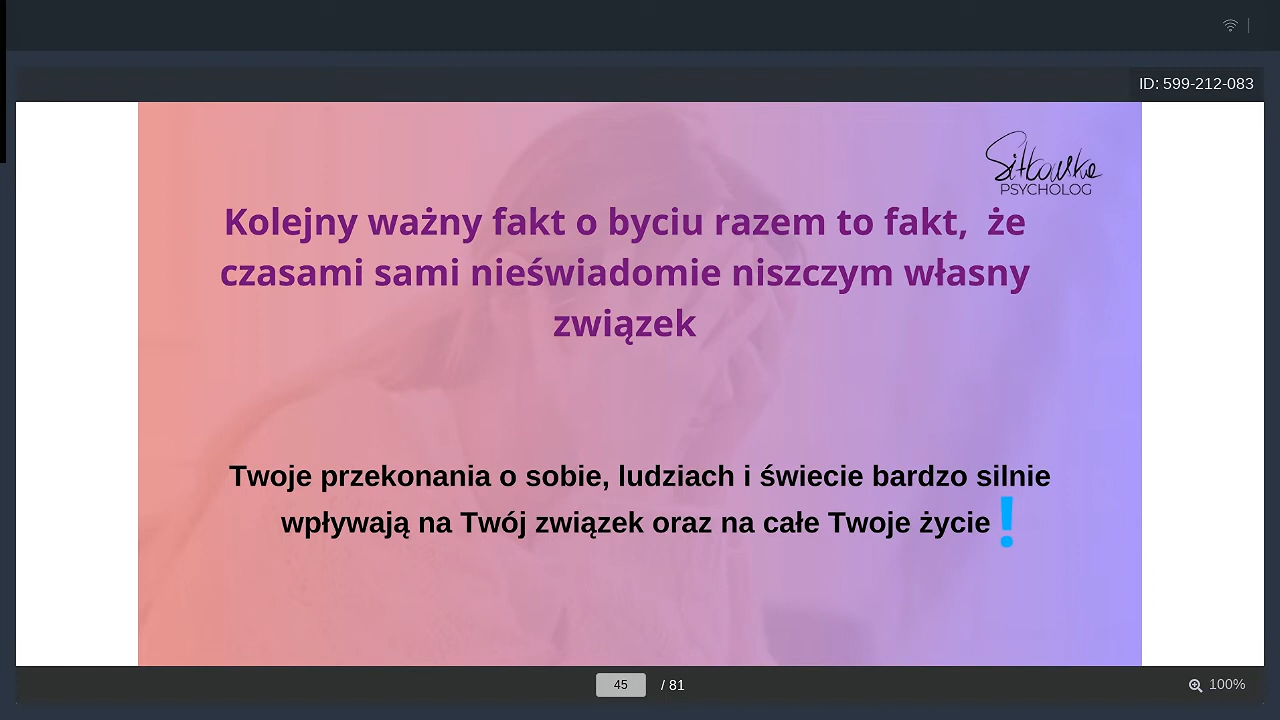 ID: 599-212-083
Siłowska
PSYCHOLOG
Kolejny ważny fakt o byciu razem to fakt, że
czasami sami nieświadomie niszczym własny
związek
Twoje przekonania o sobie, ludziach i świecie bardzo silnie
wpływają na Twój związek oraz na całe Twoje życie!
45 / 81
100%